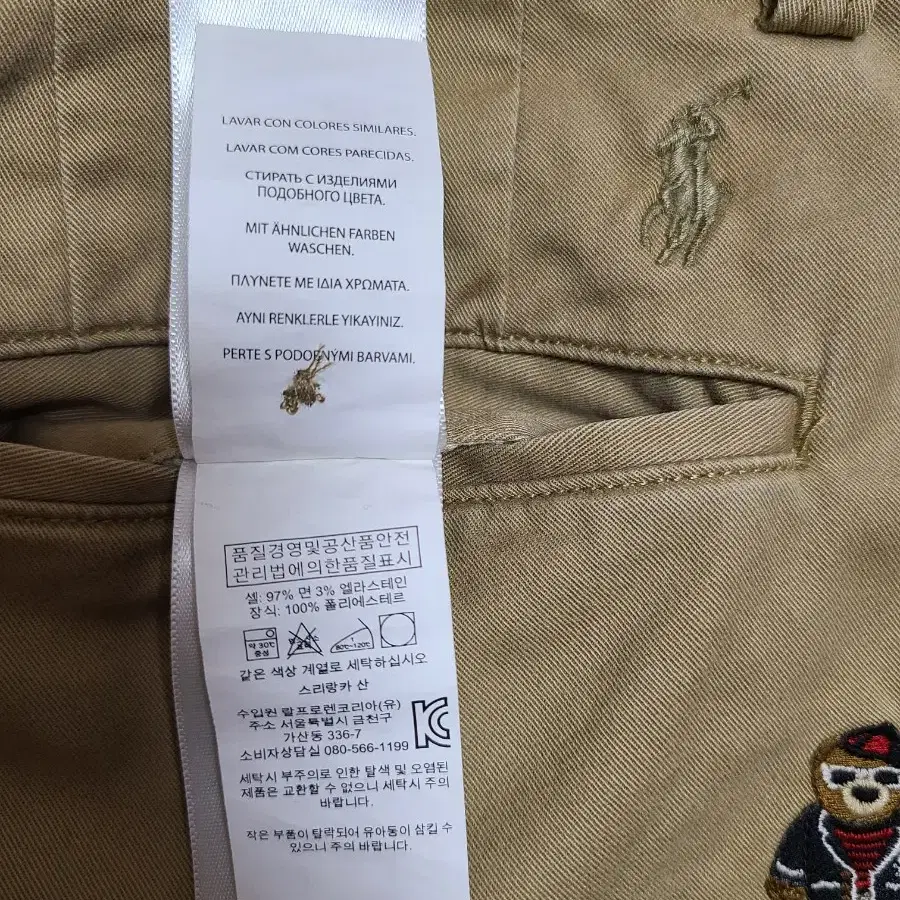 LAVAR CON COLORES SIMILARES.
LAVAR COM CORES PARECIDAS.
СТИРАТЬ С ИЗДЕЛИЯМИ
ПОДОБНОГО ЦВЕТА.
MIT ÄHNLICHEN FARBEN
WASCHEN.
ΠΛΥΝΕΤΕ ΜΕ ΙΔΙΑ ΧΡΩΜΑΤΑ.
AYNI RENKLERLE YIKAYINIZ.
PERTE S PODOBNÝMI BARVAMI.
품질경영및공산품안전
관리법에의한품질표시
셀: 97% 면 3% 엘라스테인
장식: 100% 폴리에스테르
약 30℃
중성
80℃~120℃
같은 색상 계열로 세탁하십시오
스리랑카 산
수입원 랄프로렌코리아(유)
주소 서울특별시 금천구
가산동 336-7
소비자상담실 080-566-1199
세탁시 부주의로 인한 탈색 및 오염된
제품은 교환할 수 없으니 세탁시 주의
바랍니다.
작은 부품이 탈락되어 유아동이 삼킬 수
있으니 주의 바랍니다.